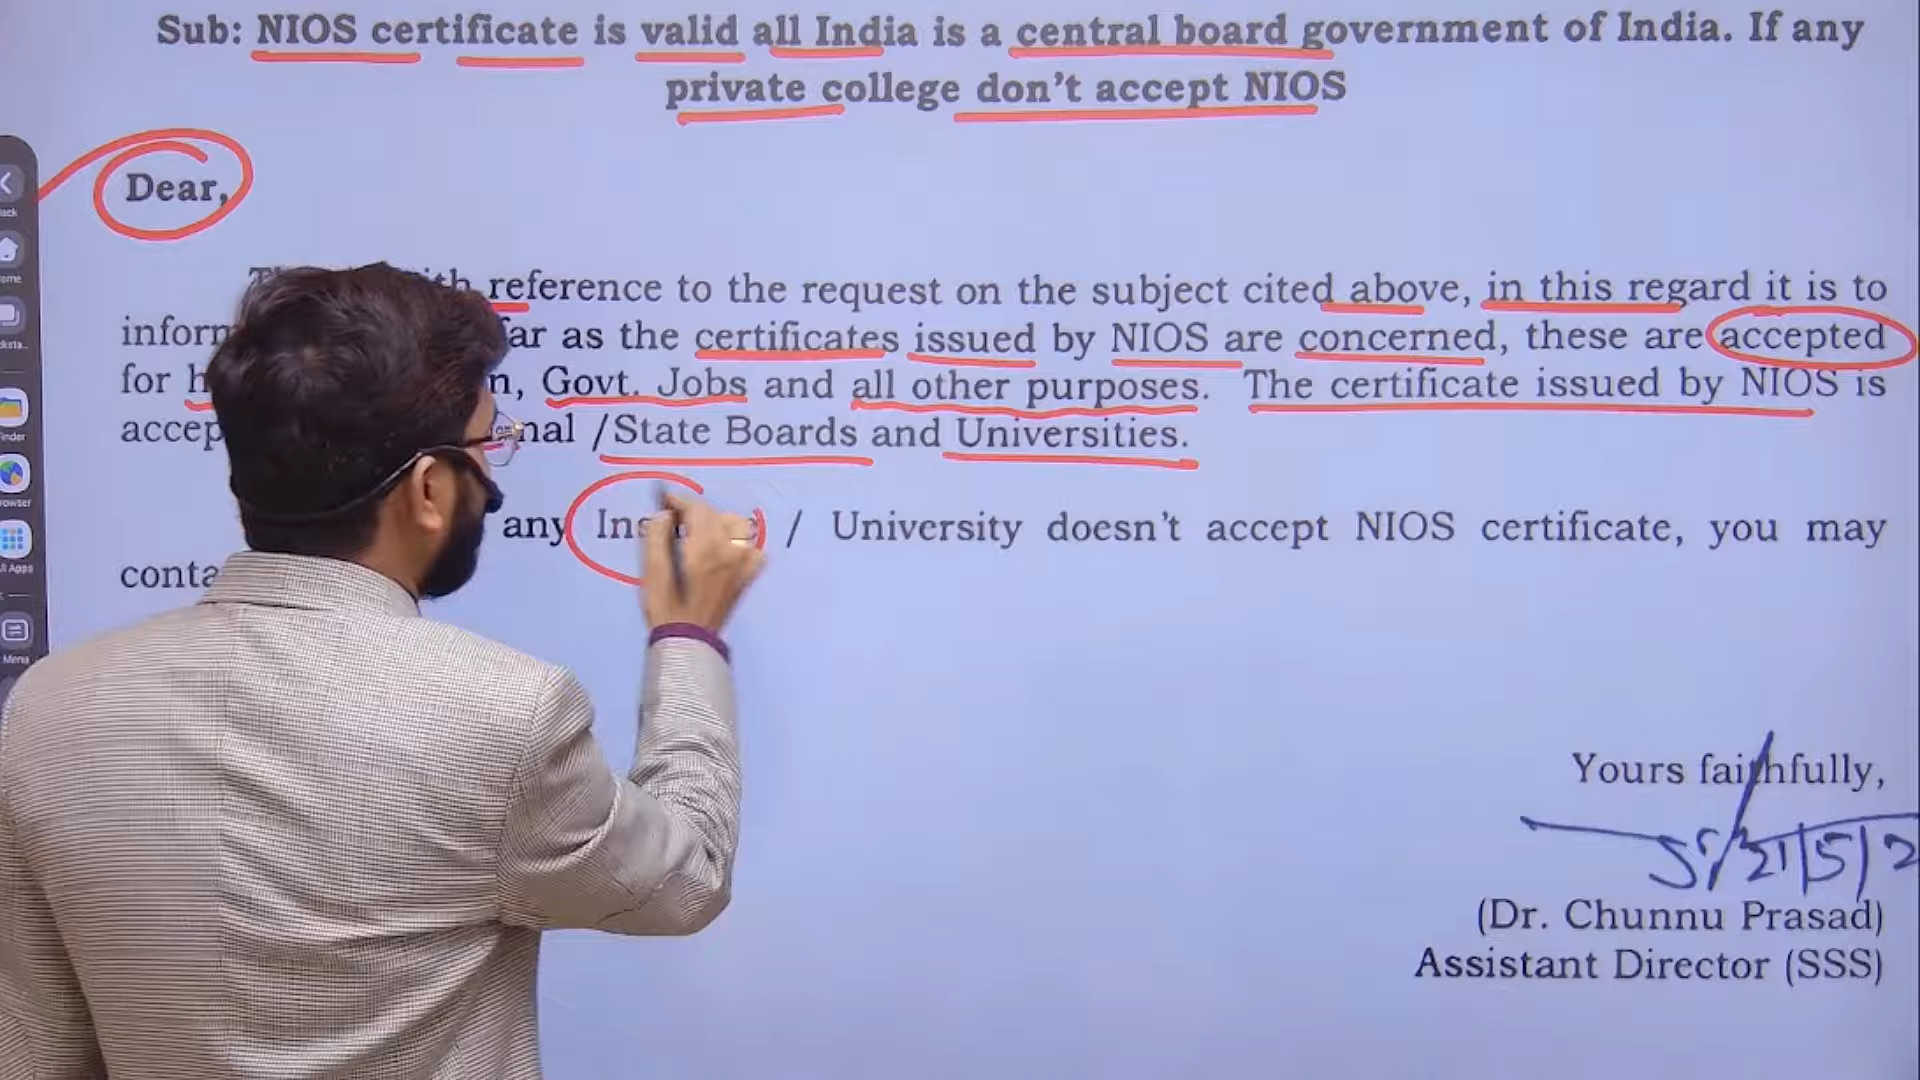 Sub: NIOS certificate is valid all India is a central board government of India. If any
private college don't accept NIOS
Dear,
reference to the request on the subject cited above, in this regard it is to
inform far as the certificates issued by NIOS are concerned, these are accepted
for Govt. Jobs and all other purposes. The certificate issued by NIOS is
/State Boards and Universities.
any / University doesn't accept NIOS certificate, you may
Yours faithfully,
(Dr. Chunnu Prasad)
Assistant Director (SSS)
Menu